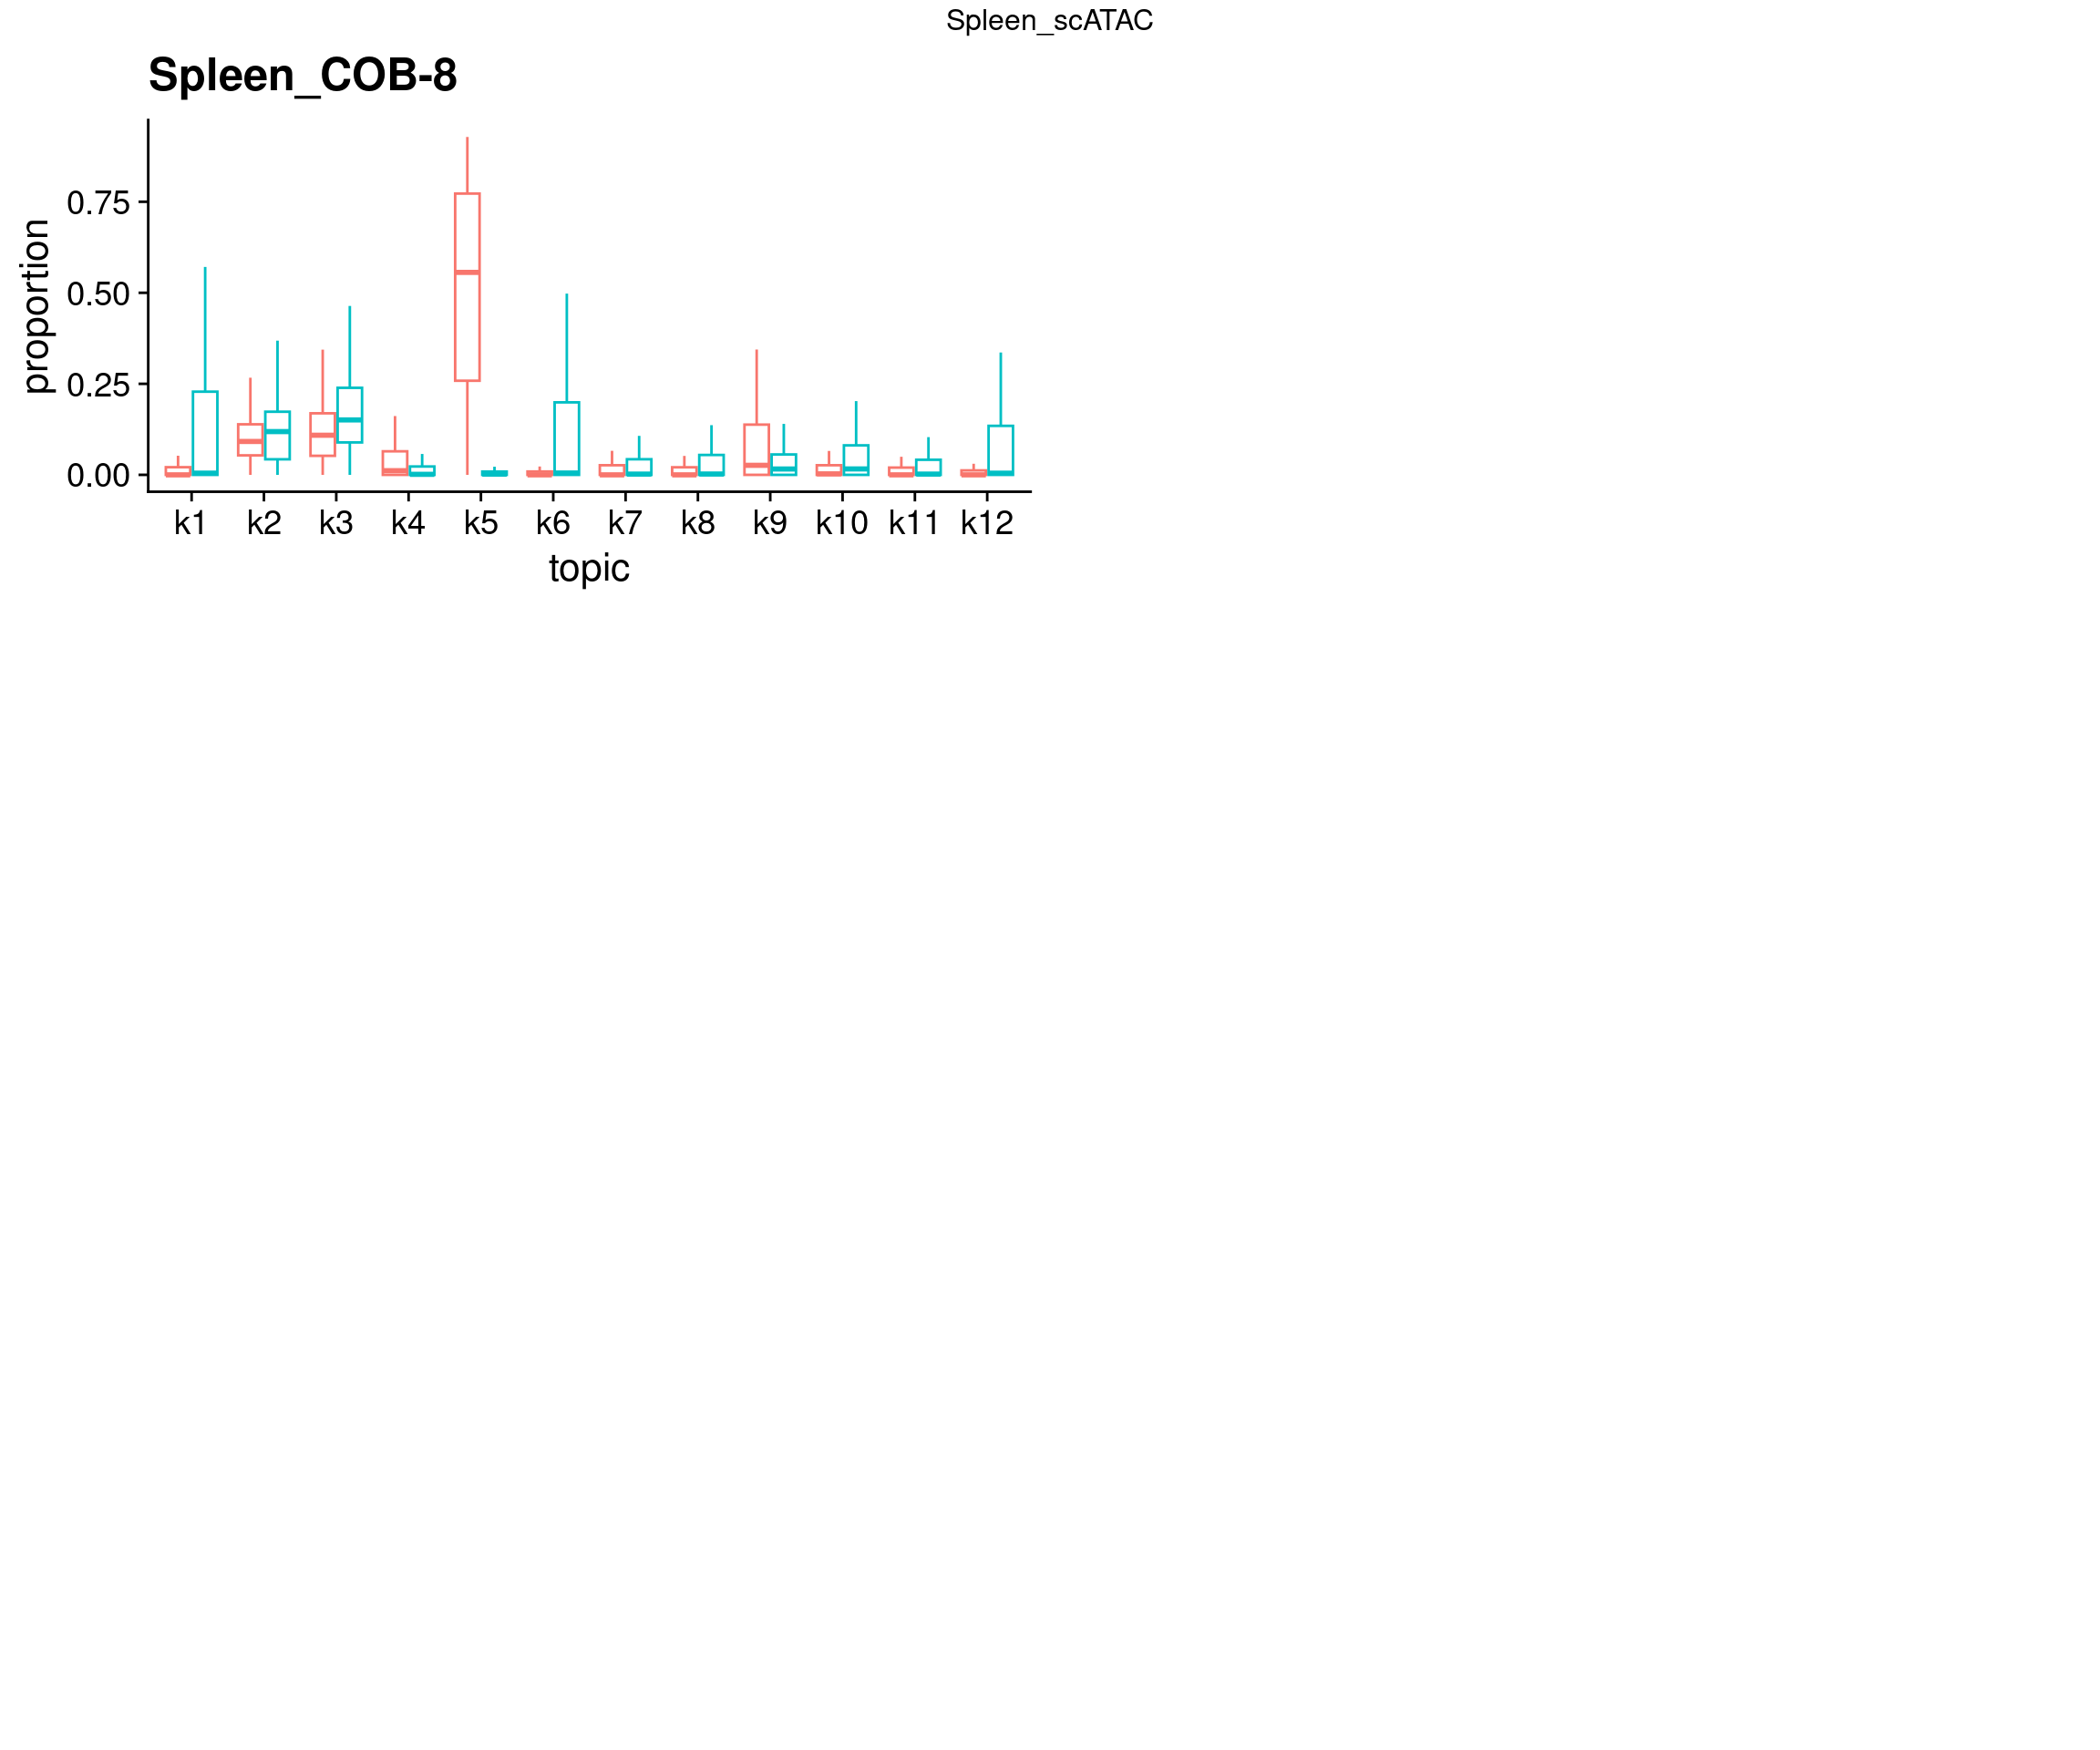 Spleen_scATAC
Spleen_COB-8
proportion
0.75
0.50
0.25
0.00
k1 k2 k3 k4 k5 k6 k7 k8 k9 k10 k11 k12
topic